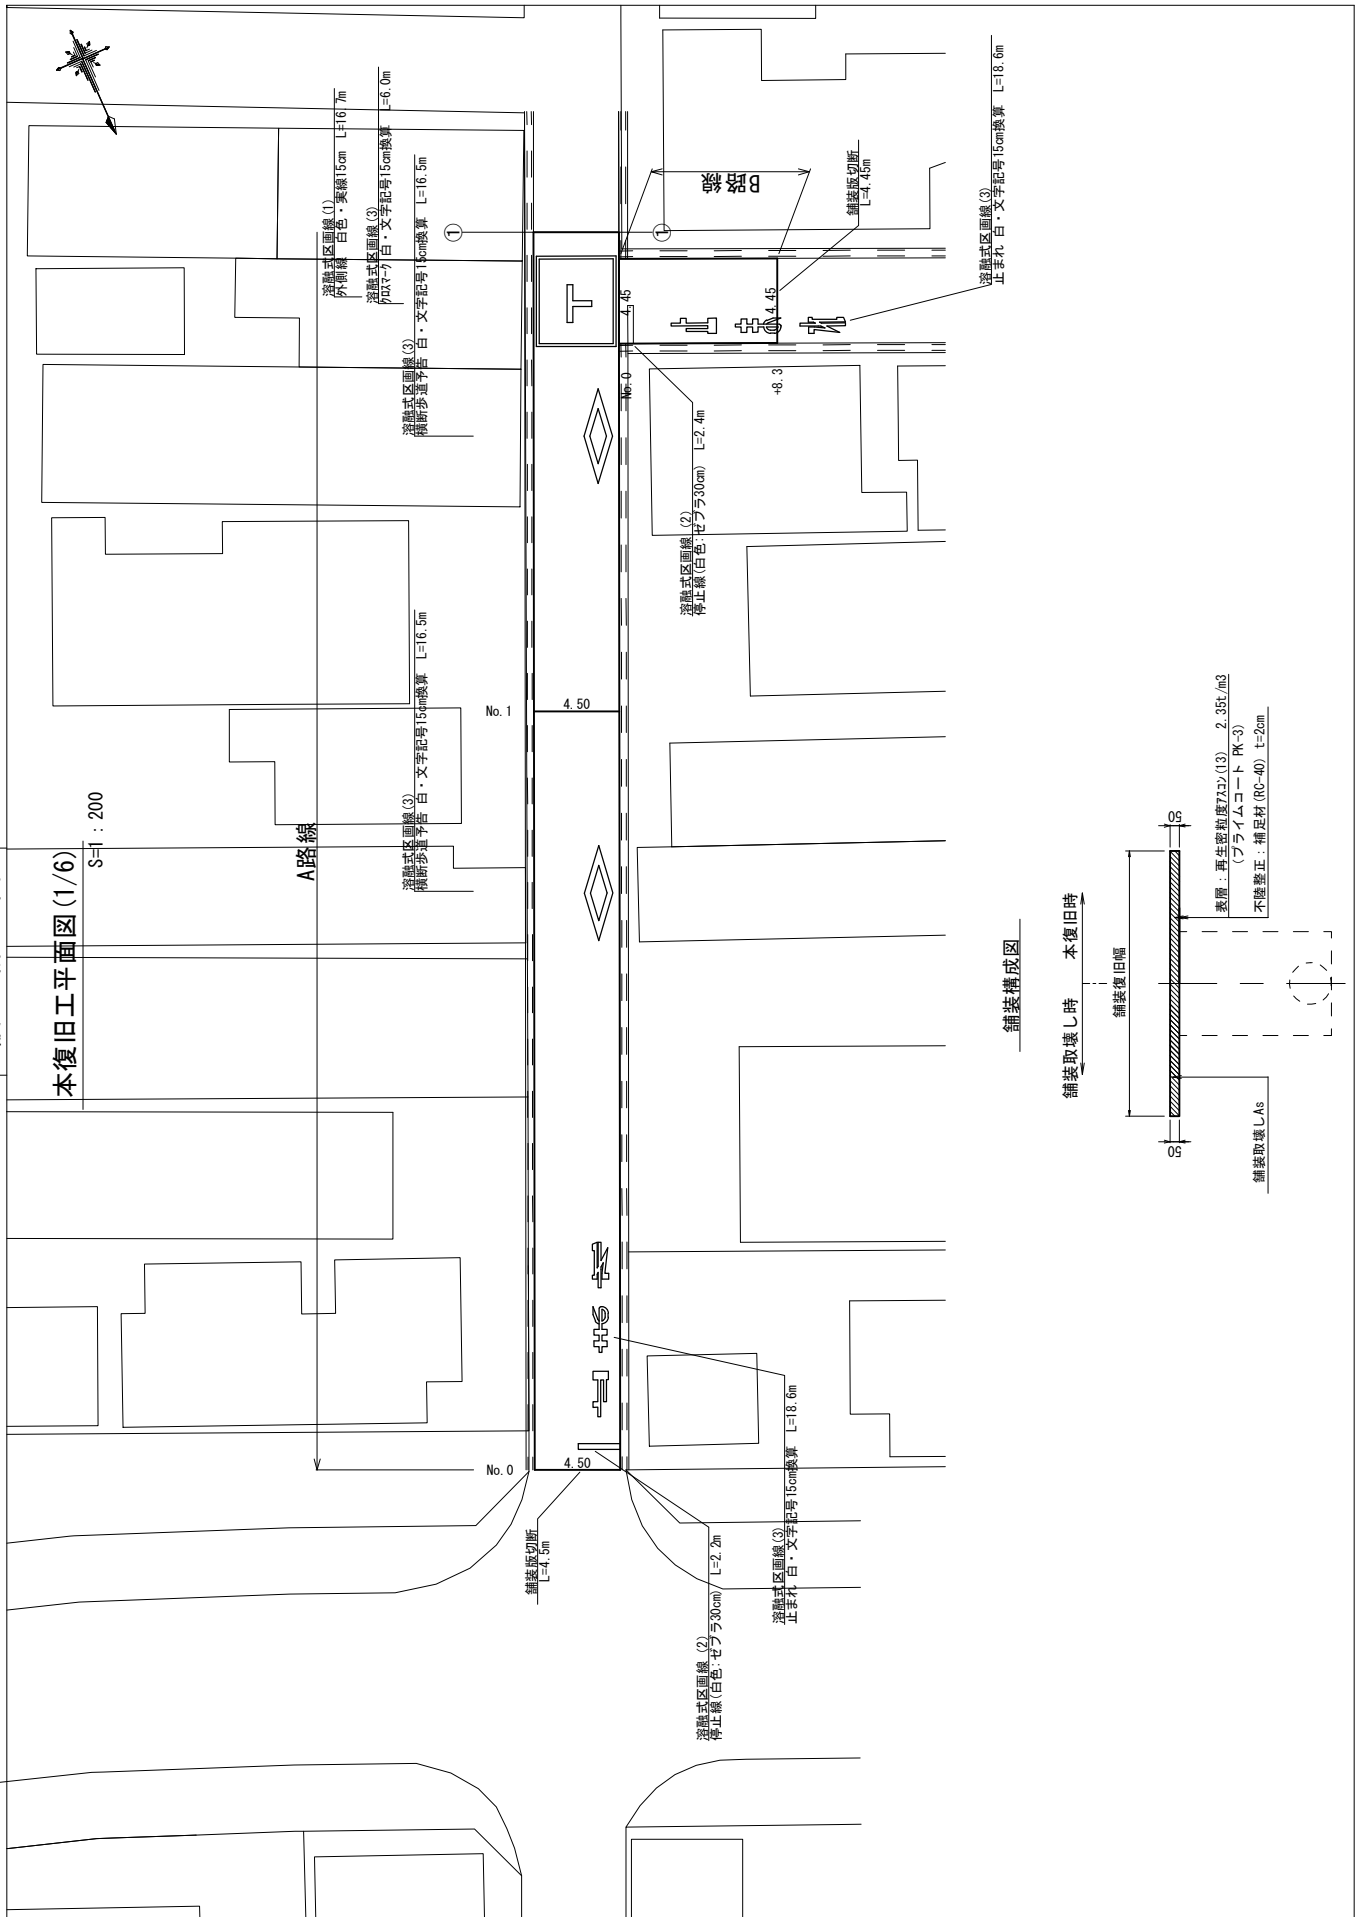 本復旧工平面図(1/6)
S=1：200
A路線
溶融式区画線(1)
外側線 白色・実線15cm L=16.7m
溶融式区画線(3)
ｸﾛｽﾏｰｸ 白・文字記号15cm換算 L=6.0m
溶融式区画線(3)
横断歩道予告 白・文字記号15cm換算 L=16.5m
溶融式区画線(3)
横断歩道予告 白・文字記号15cm換算 L=16.5m
①
①
B路線
舗装版切断
L=4.45m
溶融式区画線(3)
止まれ 白・文字記号15cm換算 L=18.6m
4.45
4.45
止まれ
No.0
+8.3
溶融式区画線 (2)
停止線(白色:ゼブラ30cm) L=2.4m
No.1
4.50
止まれ
No.0
4.50
舗装版切断
L=4.5m
溶融式区画線 (2)
停止線(白色:ゼブラ30cm) L=2.2m
溶融式区画線(3)
止まれ 白・文字記号15cm換算 L=18.6m
舗装構成図
舗装取壊し時 本復旧時
舗装復旧幅
50
50
表層：再生密粒度ｱｽｺﾝ(13) 2.35t/m3
(プライムコート PK-3)
不陸整正：補足材(RC-40) t=2cm
舗装取壊しAs